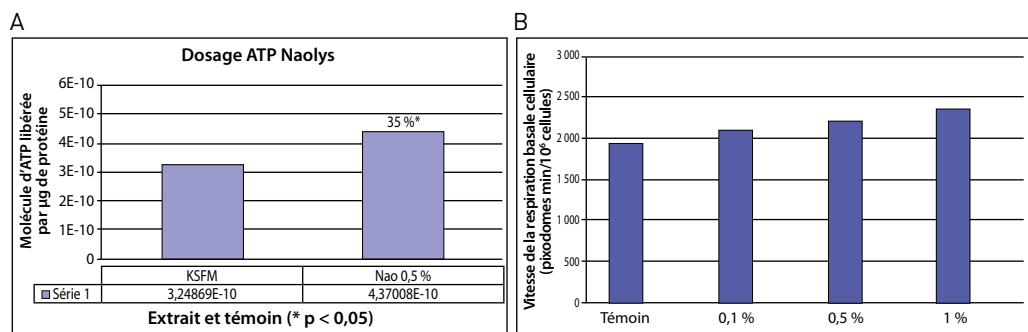 A
Dosage ATP Naolys
Molécule d'ATP libérée
par µg de protéine
6E-10
5E-10
4E-10
3E-10
2E-10
1E-10
0
35 %*
KSFM
Nao 0,5 %
Série 1
3,24869E-10
4,37008E-10
Extrait et témoin (* p < 0,05)
B
Vitesse de la respiration basale cellulaire
(pixodomes min/10⁶ cellules)
3 000
2 500
2 000
1 500
1 000
500
0
Témoin
0,1 %
0,5 %
1 %